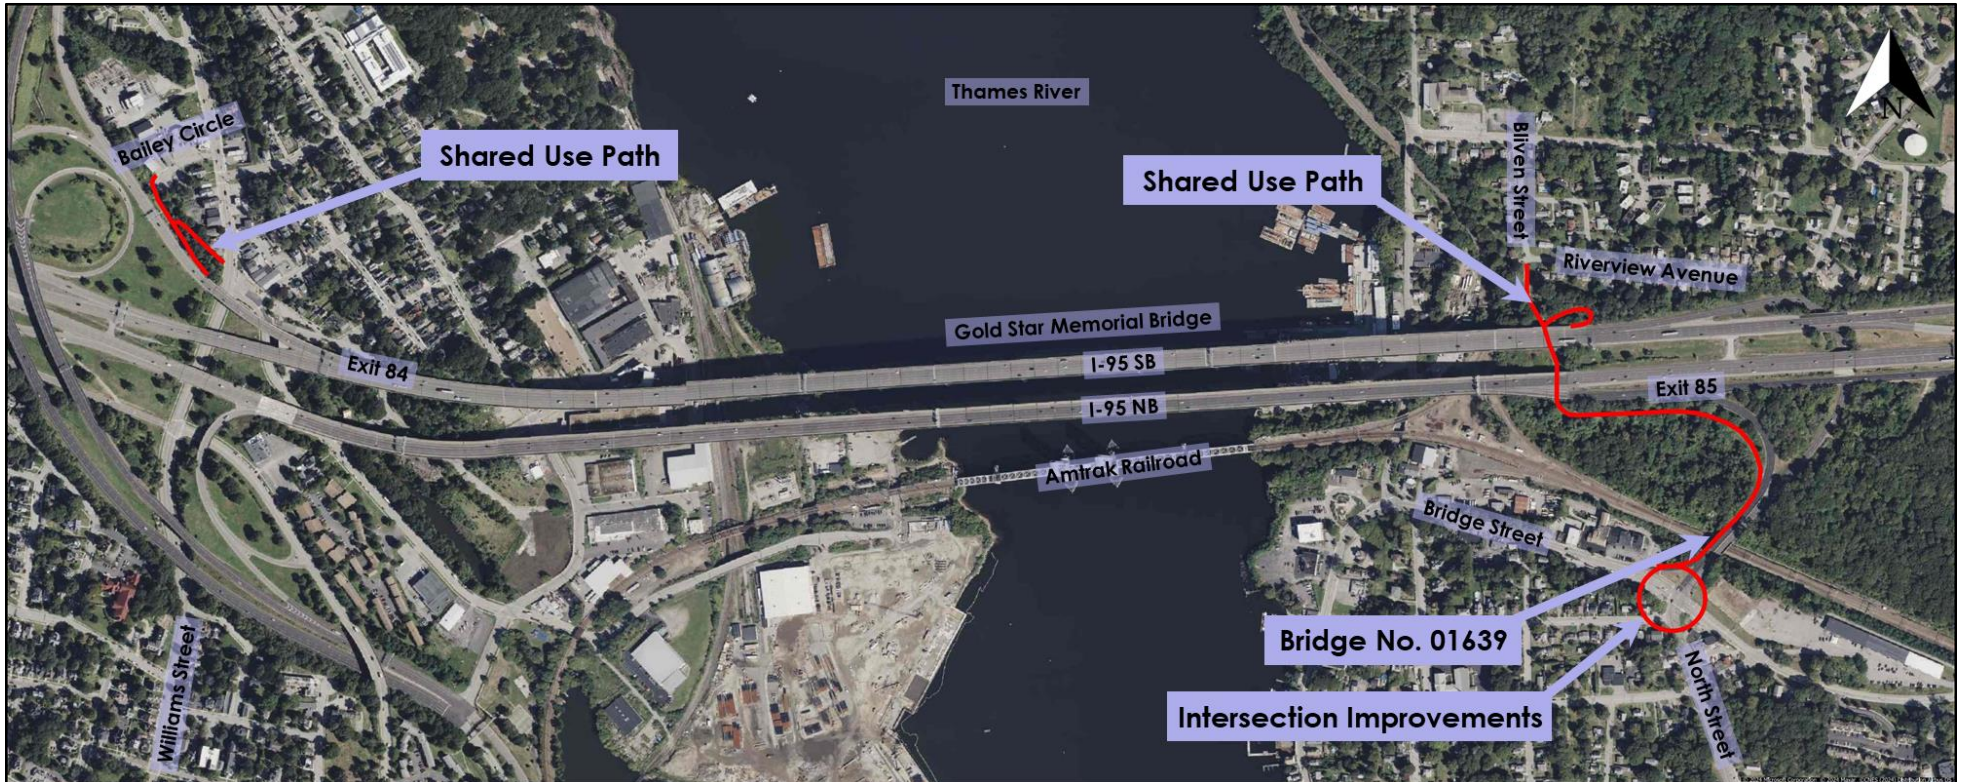 Thames River
N
Bailey Circle
Shared Use Path
Shared Use Path
Bliven Street
Riverview Avenue
Gold Star Memorial Bridge
I-95 SB
Exit 84
Exit 85
I-95 NB
Amtrak Railroad
Bridge Street
Bridge No. 01639
Williams Street
North Street
Intersection Improvements